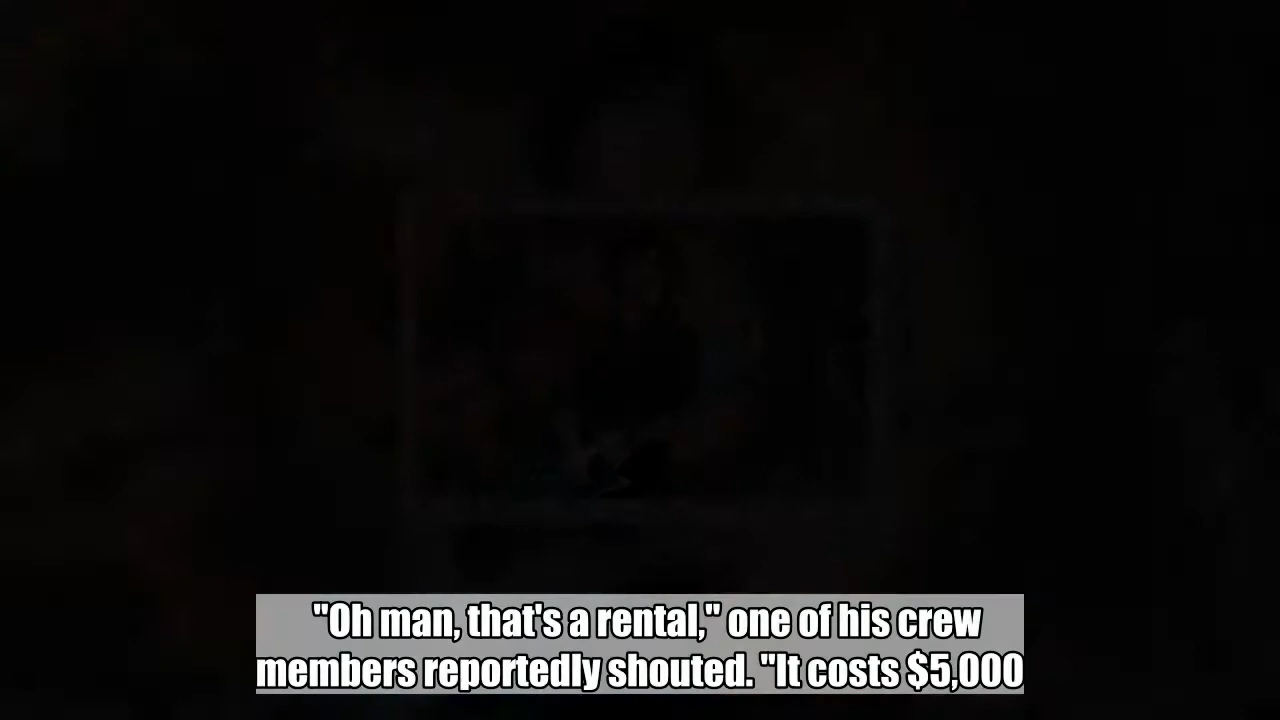 "Oh man, that's a rental," one of his crew
members reportedly shouted. "It costs $5,000